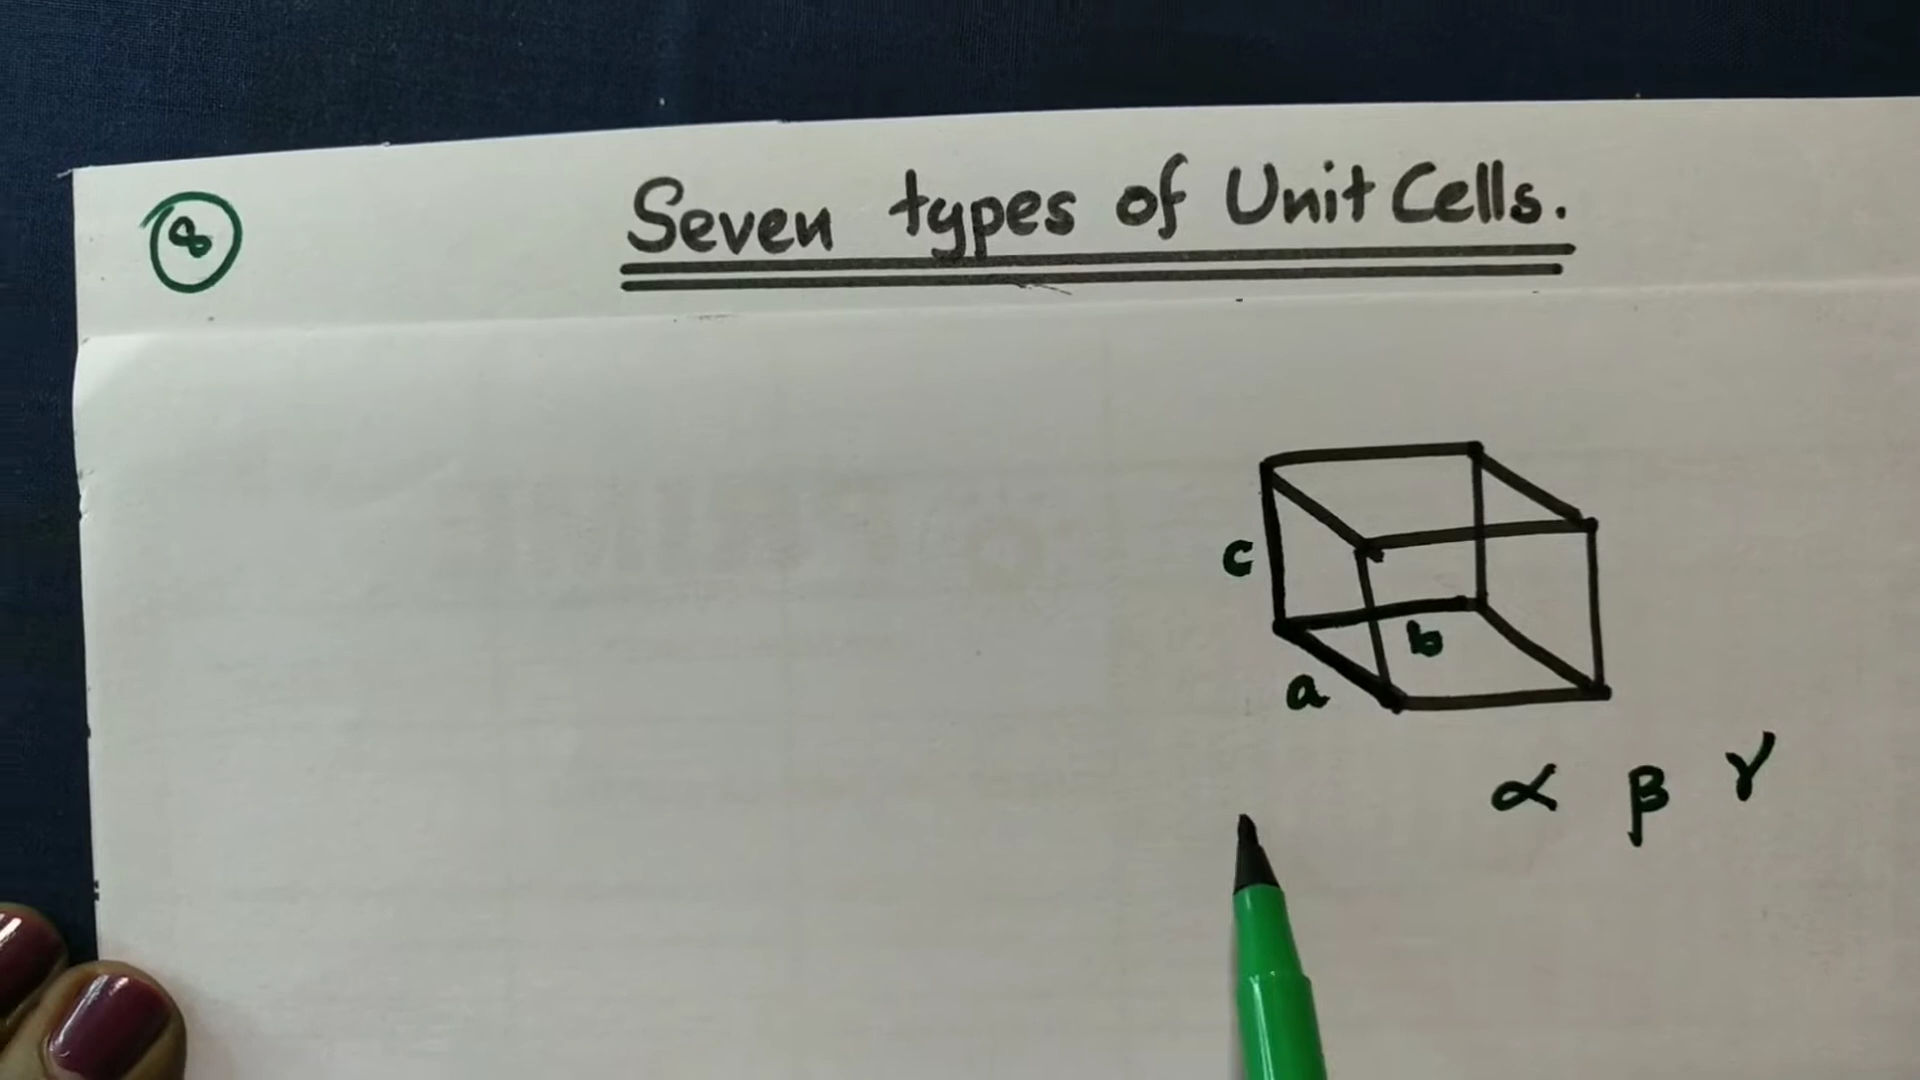 8
Seven types of Unit Cells.
c
b
a
α β γ